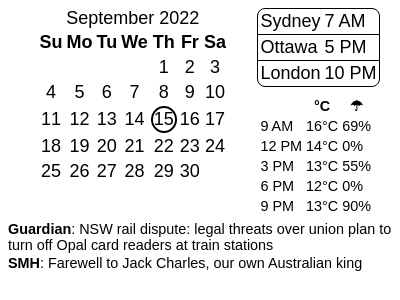 September 2022
Su Mo Tu We Th Fr Sa
1 2 3
4 5 6 7 8 9 10
11 12 13 14 15 16 17
18 19 20 21 22 23 24
25 26 27 28 29 30
Sydney 7 AM
Ottawa 5 PM
London 10 PM
°C ☂
9 AM 16°C 69%
12 PM 14°C 0%
3 PM 13°C 55%
6 PM 12°C 0%
9 PM 13°C 90%
Guardian: NSW rail dispute: legal threats over union plan to
turn off Opal card readers at train stations
SMH: Farewell to Jack Charles, our own Australian king